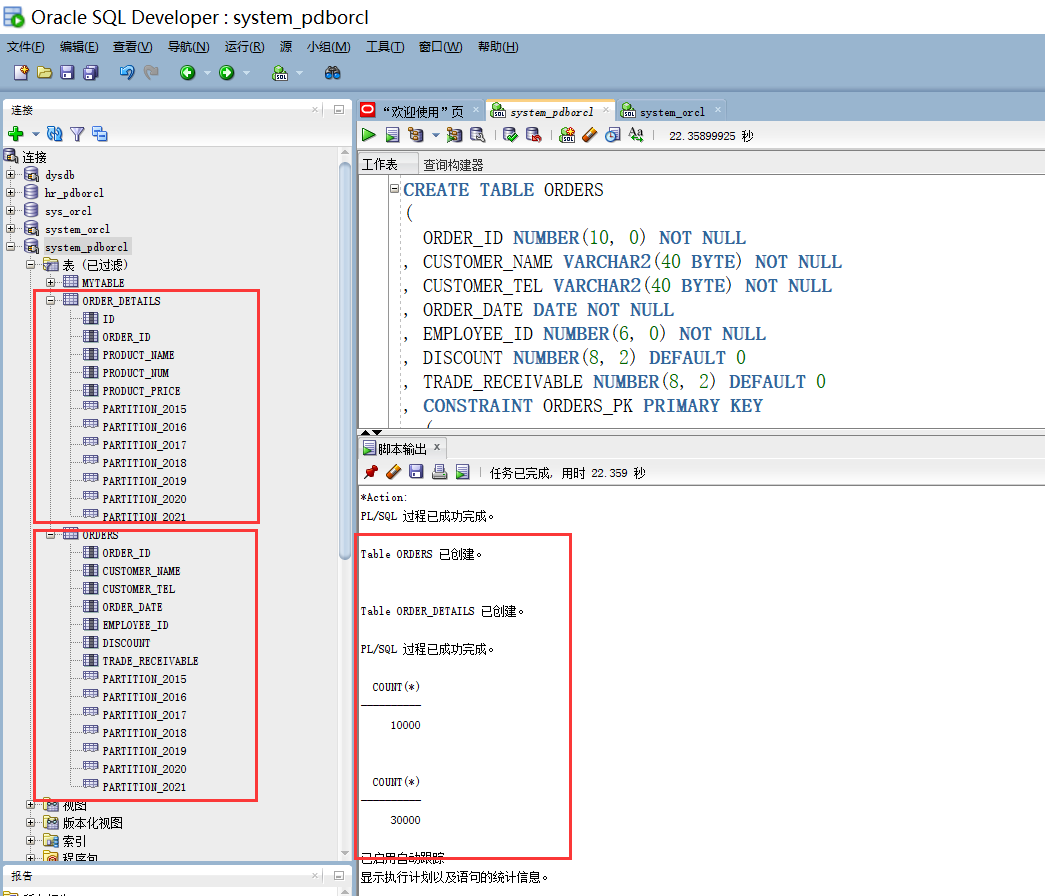 Oracle SQL Developer : system_pdborcl
文件(F) 编辑(E) 查看(V) 导航(N) 运行(R) 源 小组(M) 工具(T) 窗口(W) 帮助(H)
连接
连接
dysdb
hr_pdborcl
sys_orcl
system_orcl
system_pdborcl
表 (已过滤)
MYTABLE
ORDER_DETAILS
ID
ORDER_ID
PRODUCT_NAME
PRODUCT_NUM
PRODUCT_PRICE
PARTITION_2015
PARTITION_2016
PARTITION_2017
PARTITION_2018
PARTITION_2019
PARTITION_2020
PARTITION_2021
ORDERS
ORDER_ID
CUSTOMER_NAME
CUSTOMER_TEL
ORDER_DATE
EMPLOYEE_ID
DISCOUNT
TRADE_RECEIVABLE
PARTITION_2015
PARTITION_2016
PARTITION_2017
PARTITION_2018
PARTITION_2019
PARTITION_2020
PARTITION_2021
视图
版本化视图
索引
程序包
报告
“欢迎使用”页 system_pdborcl system_orcl
22.35899925 秒
工作表 查询构建器
CREATE TABLE ORDERS
(
ORDER_ID NUMBER(10, 0) NOT NULL
, CUSTOMER_NAME VARCHAR2(40 BYTE) NOT NULL
, CUSTOMER_TEL VARCHAR2(40 BYTE) NOT NULL
, ORDER_DATE DATE NOT NULL
, EMPLOYEE_ID NUMBER(6, 0) NOT NULL
, DISCOUNT NUMBER(8, 2) DEFAULT 0
, TRADE_RECEIVABLE NUMBER(8, 2) DEFAULT 0
, CONSTRAINT ORDERS_PK PRIMARY KEY
(
脚本输出
任务已完成, 用时 22.359 秒
*Action:
PL/SQL 过程已成功完成。
Table ORDERS 已创建。
Table ORDER_DETAILS 已创建。
PL/SQL 过程已成功完成。
COUNT(*)
10000
COUNT(*)
30000
已启用自动跟踪
显示执行计划以及语句的统计信息。